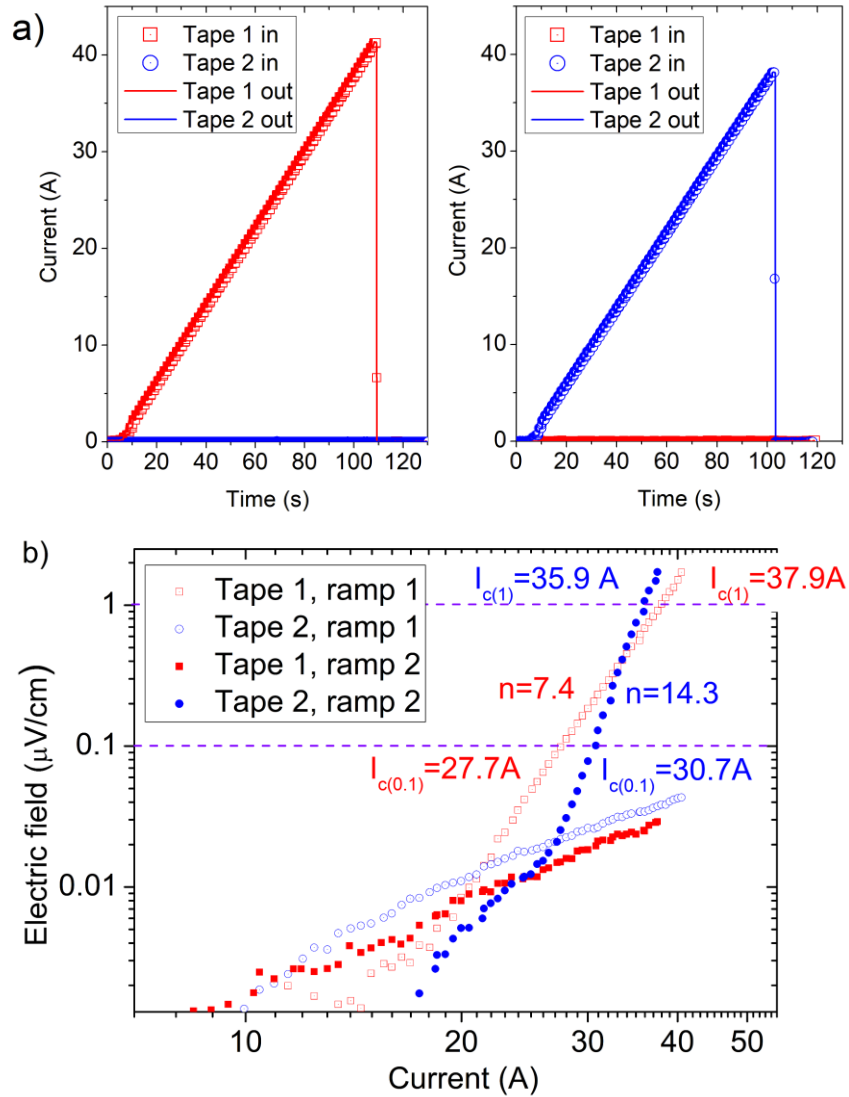 a)
Tape 1 in
Tape 2 in
Tape 1 out
Tape 2 out
Current (A)
40
30
20
10
0
0 20 40 60 80 100 120
Time (s)
Tape 1 in
Tape 2 in
Tape 1 out
Tape 2 out
Current (A)
40
30
20
10
0
0 20 40 60 80 100 120
Time (s)
b)
Tape 1, ramp 1
Tape 2, ramp 1
Tape 1, ramp 2
Tape 2, ramp 2
I_c(1)=35.9 A
I_c(1)=37.9A
n=7.4
n=14.3
I_c(0.1)=27.7A
I_c(0.1)=30.7A
Electric field (μV/cm)
1
0.1
0.01
10 20 30 40 50
Current (A)